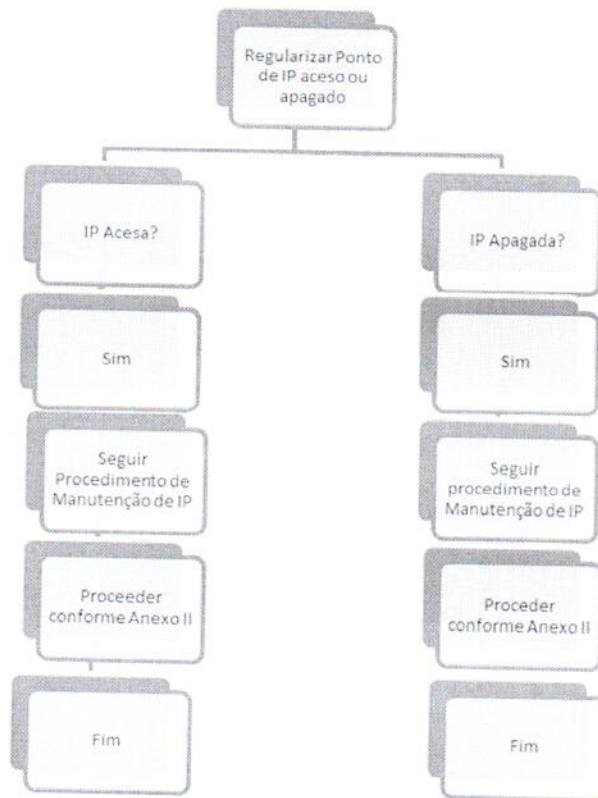 Regularizar Ponto
de IP aceso ou
apagado
IP Acesa?
Sim
Seguir
Procedimento de
Manutenção de IP
Proceeder
conforme Anexo II
Fim
IP Apagada?
Sim
Seguir
procedimento de
Manutenção de IP
Proceder
conforme Anexo II
Fim